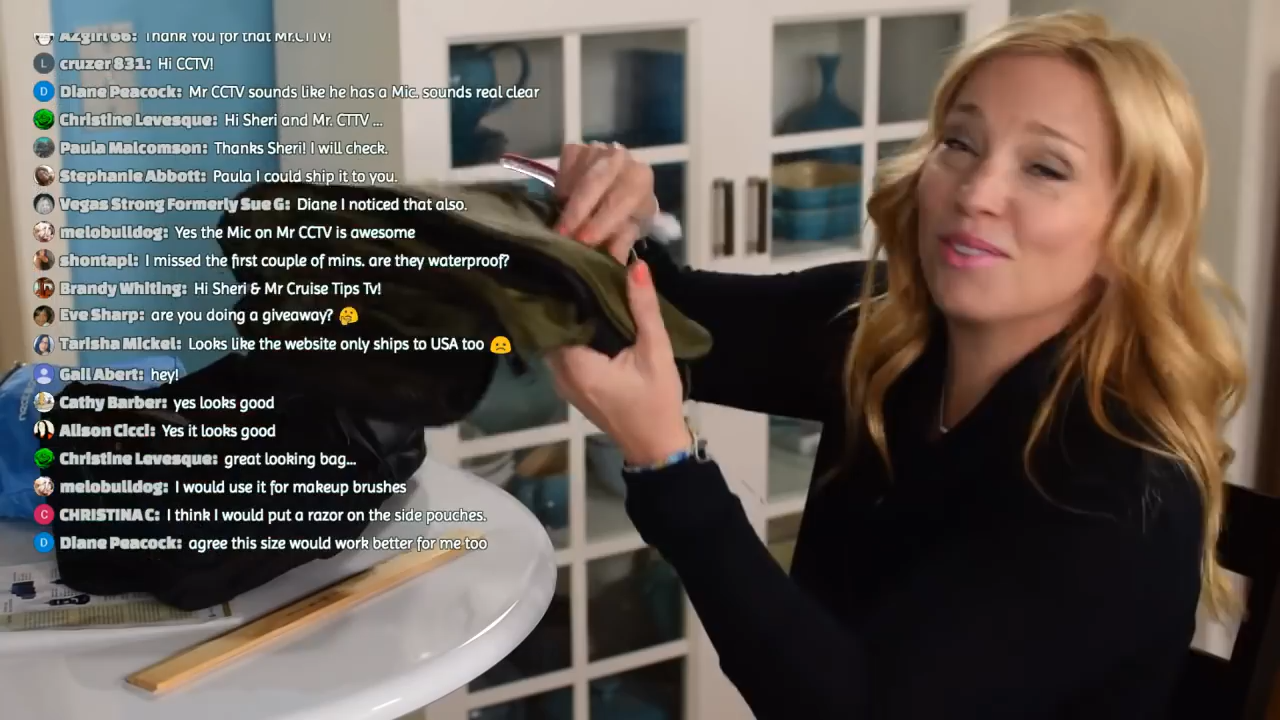 Azgirl 66: Thank You for that Mr.CTTV!
cruzer 831: Hi CCTV!
Diane Peacock: Mr CCTV sounds like he has a Mic. sounds real clear
Christine Levesque: Hi Sheri and Mr. CTTV ...
Paula Malcomson: Thanks Sheri! I will check.
Stephanie Abbott: Paula I could ship it to you.
Vegas Strong Formerly Sue G: Diane I noticed that also.
melobulldog: Yes the Mic on Mr CCTV is awesome
shontapl: I missed the first couple of mins. are they waterproof?
Brandy Whiting: Hi Sheri & Mr Cruise Tips Tv!
Eve Sharp: are you doing a giveaway? 🤔
Tarisha Mickel: Looks like the website only ships to USA too ☹️
Gail Abert: hey!
Cathy Barber: yes looks good
Alison Cicci: Yes it looks good
Christine Levesque: great looking bag...
melobulldog: I would use it for makeup brushes
CHRISTINA C: I think I would put a razor on the side pouches.
Diane Peacock: agree this size would work better for me too